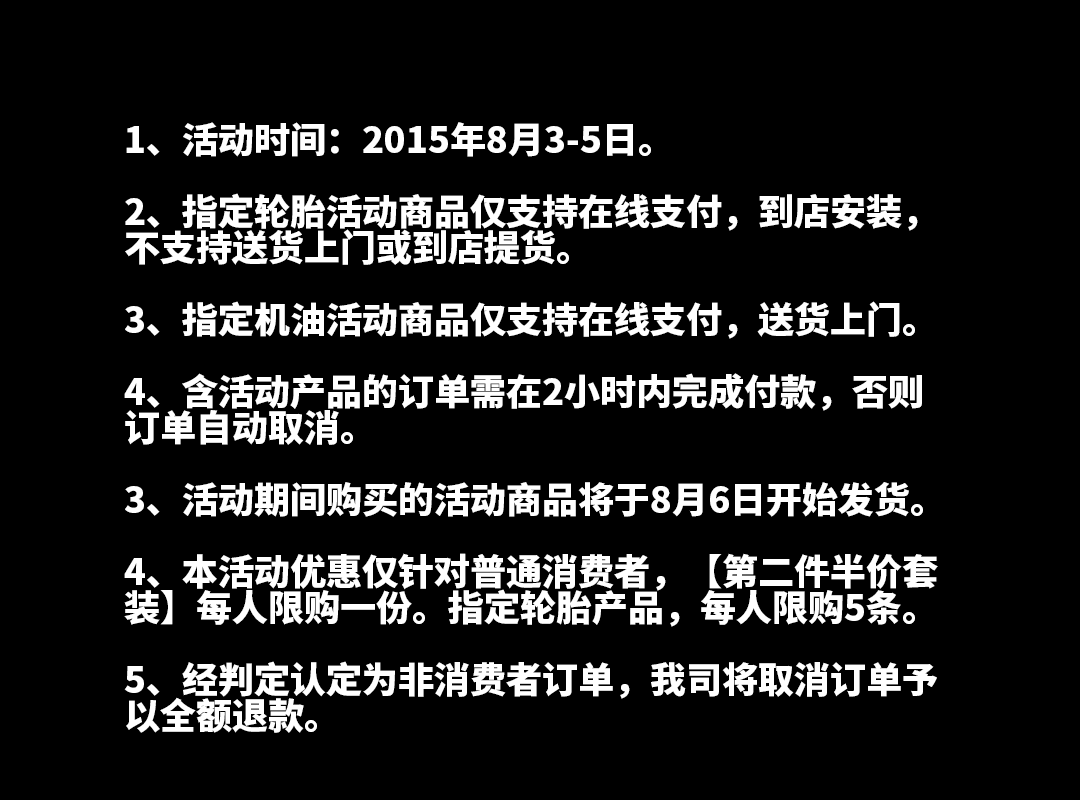 1、活动时间：2015年8月3-5日。
2、指定轮胎活动商品仅支持在线支付，到店安装，
不支持送货上门或到店提货。
3、指定机油活动商品仅支持在线支付，送货上门。
4、含活动产品的订单需在2小时内完成付款，否则
订单自动取消。
3、活动期间购买的活动商品将于8月6日开始发货。
4、本活动优惠仅针对普通消费者，【第二件半价套
装】每人限购一份。指定轮胎产品，每人限购5条。
5、经判定认定为非消费者订单，我司将取消订单予
以全额退款。